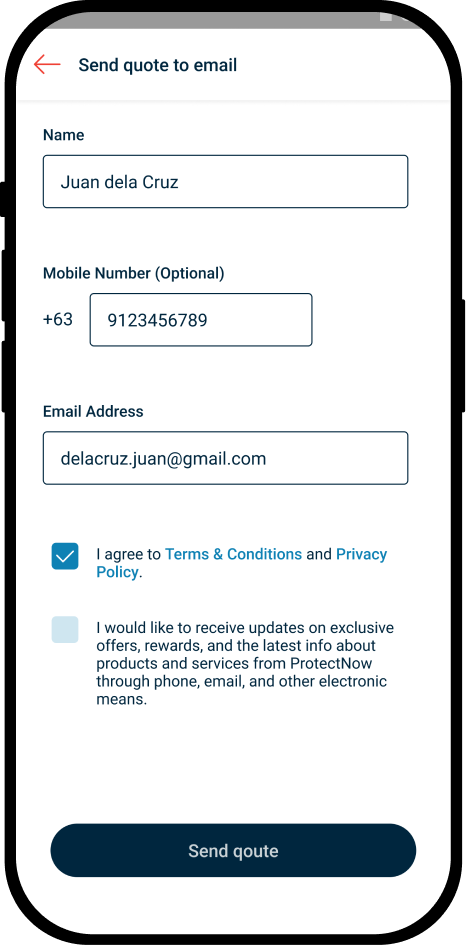 Send quote to email
Name
Juan dela Cruz
Mobile Number (Optional)
+63 9123456789
Email Address
delacruz.juan@gmail.com
I agree to Terms & Conditions and Privacy
Policy.
I would like to receive updates on exclusive
offers, rewards, and the latest info about
products and services from ProtectNow
through phone, email, and other electronic
means.
Send qoute